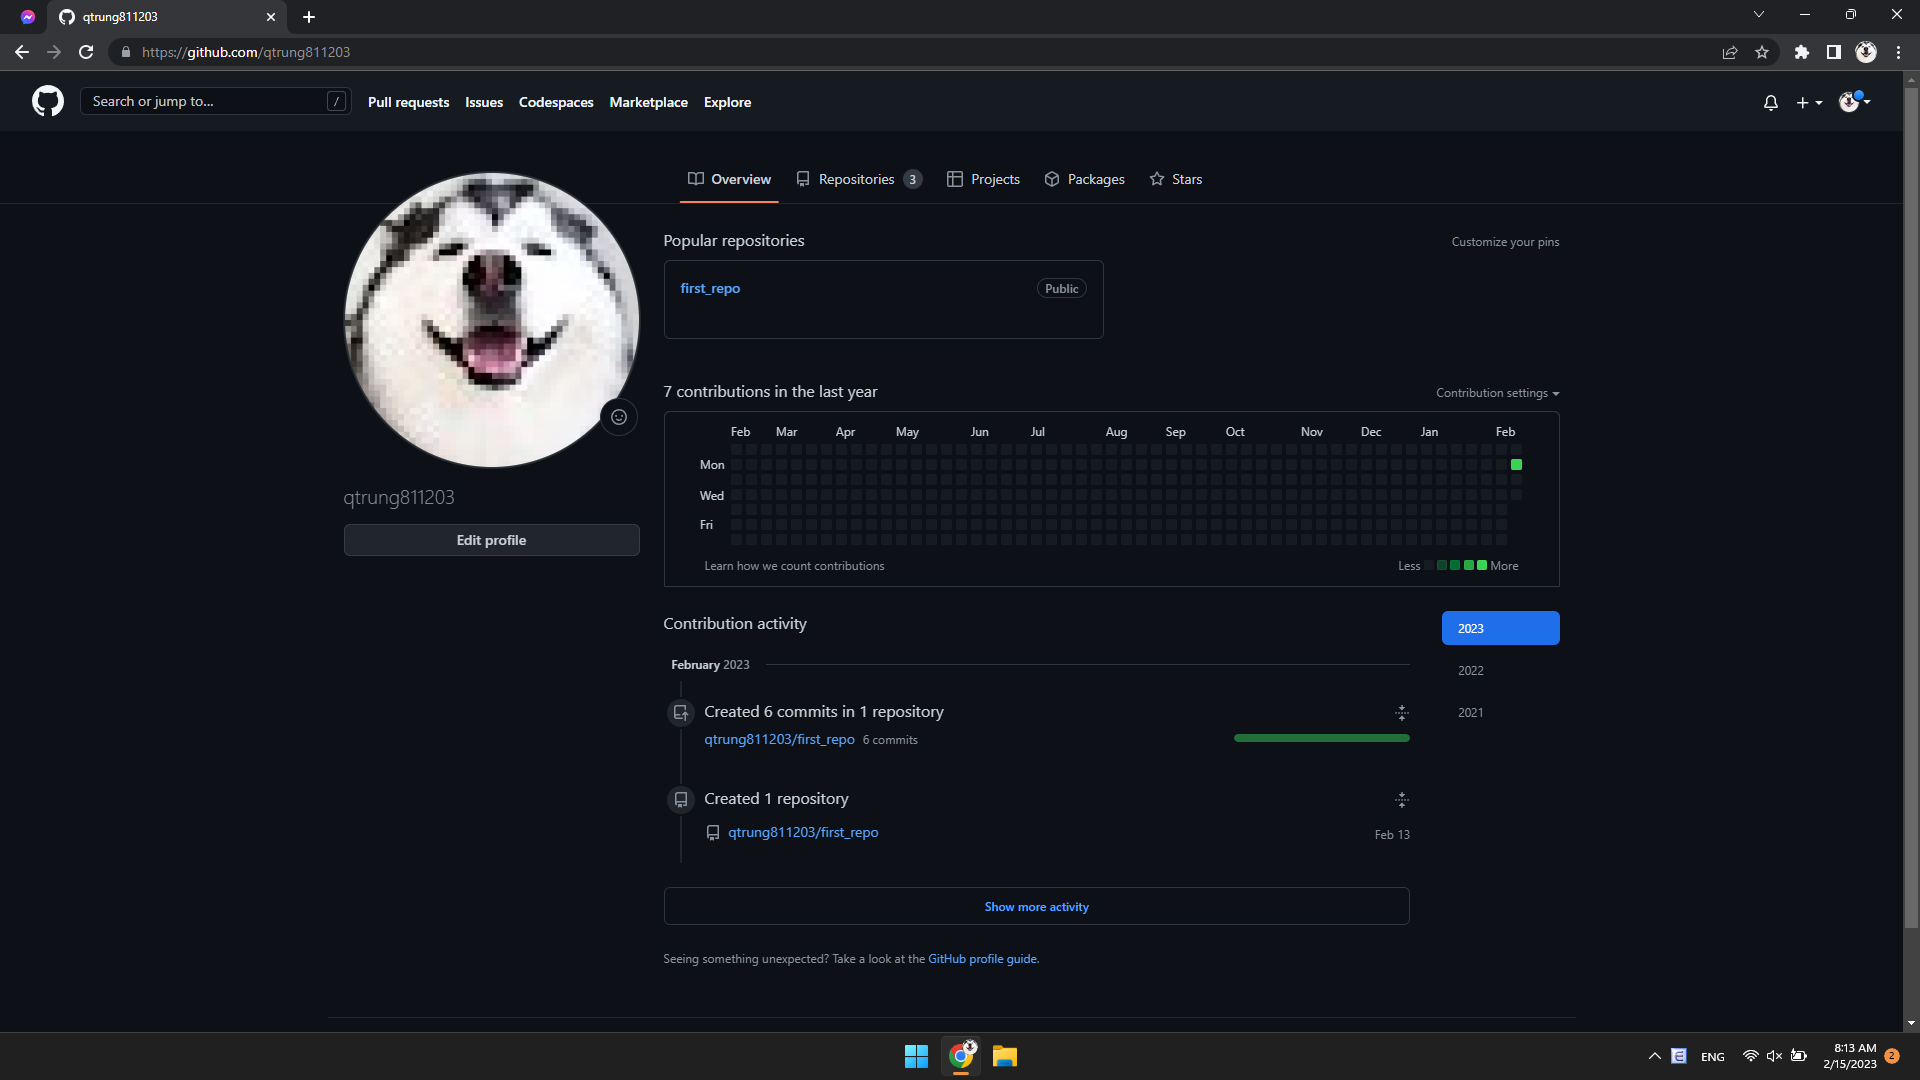 qtrung811203
https://github.com/qtrung811203
Search or jump to... /
Pull requests Issues Codespaces Marketplace Explore
Overview Repositories 3 Projects Packages Stars
Popular repositories
Customize your pins
first_repo Public
7 contributions in the last year
Contribution settings
Feb Mar Apr May Jun Jul Aug Sep Oct Nov Dec Jan Feb
Mon
Wed
Fri
Learn how we count contributions
Less More
qtrung811203
Edit profile
Contribution activity
2023
2022
2021
February 2023
Created 6 commits in 1 repository
qtrung811203/first_repo 6 commits
Created 1 repository
qtrung811203/first_repo Feb 13
Show more activity
Seeing something unexpected? Take a look at the GitHub profile guide.
E ENG 8:13 AM
2/15/2023 2